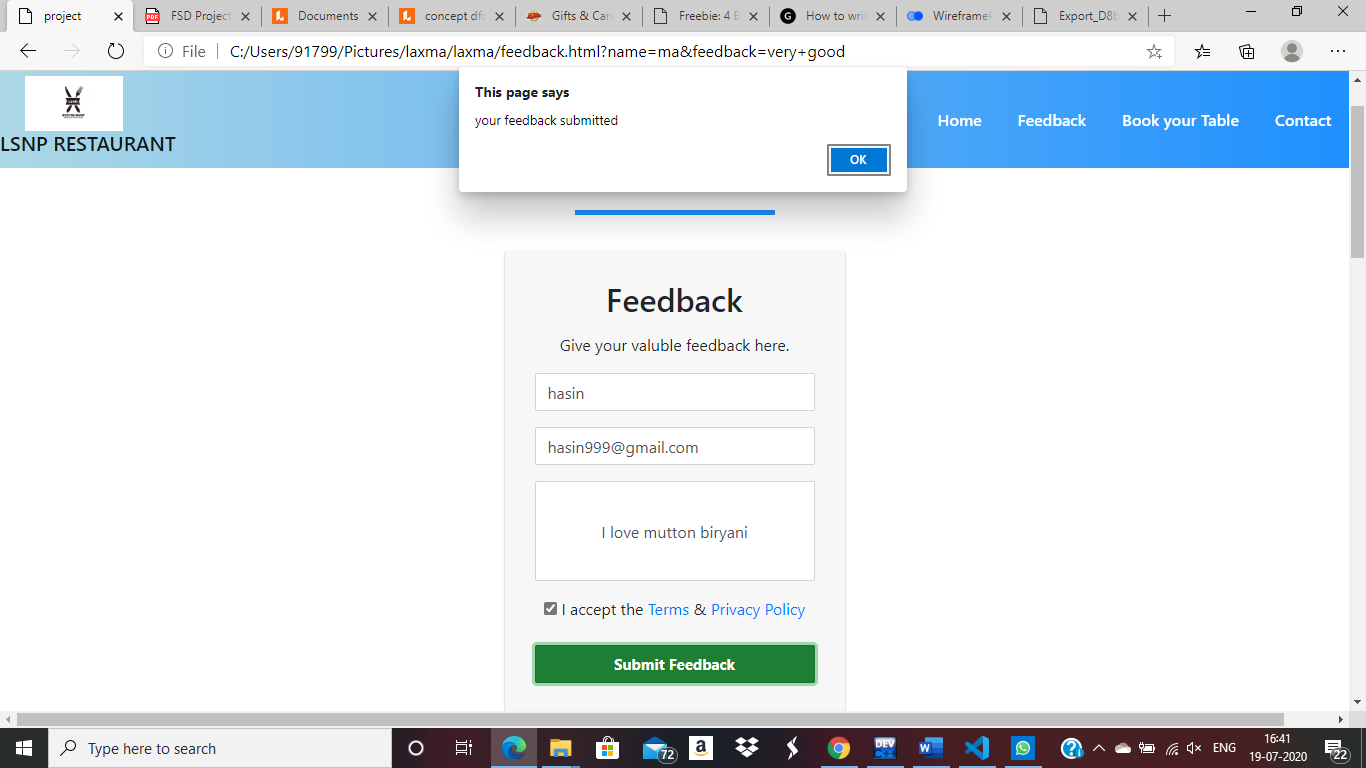 project
FSD Project
Documents
concept dfd
Gifts & Car
Freebie: 4 B
How to writ
Wireframe
Export_D8b
File
C:/Users/91799/Pictures/laxma/laxma/feedback.html?name=ma&feedback=very+good
This page says
your feedback submitted
OK
RESTAURANT
LSNP RESTAURANT
Home
Feedback
Book your Table
Contact
Feedback
Give your valuble feedback here.
hasin
hasin999@gmail.com
I love mutton biryani
I accept the Terms & Privacy Policy
Submit Feedback
Type here to search
72
DEV
ENG
16:41
19-07-2020
22